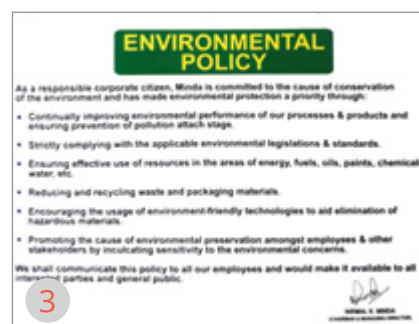 ENVIRONMENTAL
POLICY
As a responsible corporate citizen, Minda is committed to the cause of conservation
of the environment and has made environmental protection a priority through:
• Continually improving environmental performance of our processes & products and
ensuring prevention of pollution attach stage.
• Strictly complying with the applicable environmental legislations & standards.
• Ensuring effective use of resources in the areas of energy, fuels, oils, paints, chemicals
water, etc.
• Reducing and recycling waste and packaging materials.
• Encouraging the usage of environment-friendly technologies to aid elimination of
hazardous materials.
• Promoting the cause of environmental preservation amongst employees & other
stakeholders by inculcating sensitivity to the environmental concerns.
We shall communicate this policy to all our employees and would make it available to all
interested parties and general public.
3
NIRMAL K. MINDA
CHAIRMAN & MANAGING DIRECTOR